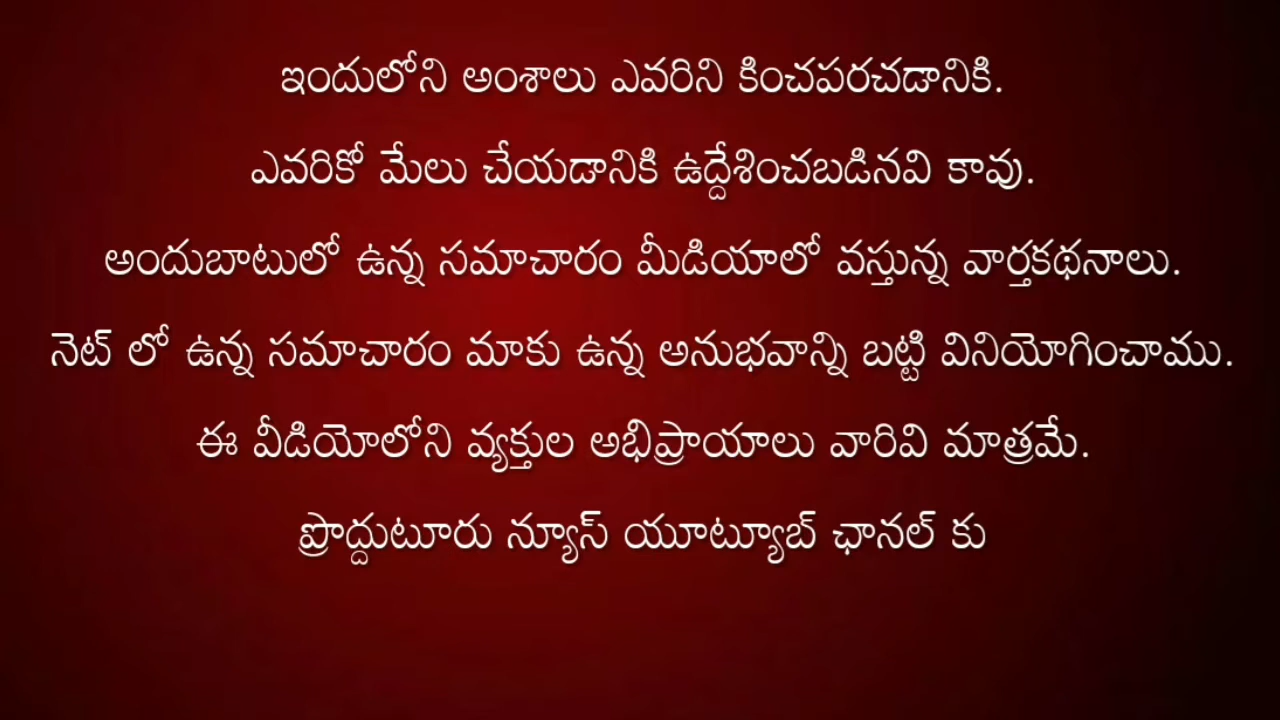 ఇందులోని అంశాలు ఎవరిని కించపరచడానికి.
ఎవరికో మేలు చేయడానికి ఉద్దేశించబడినవి కావు.
అందుబాటులో ఉన్న సమాచారం మీడియాలో వస్తున్న వార్తకథనాలు.
నెట్ లో ఉన్న సమాచారం మాకు ఉన్న అనుభవాన్ని బట్టి వినియోగించాము.
ఈ వీడియోలోని వ్యక్తుల అభిప్రాయాలు వారివి మాత్రమే.
ప్రొద్దుటూరు న్యూస్ యూట్యూబ్ ఛానల్ కు